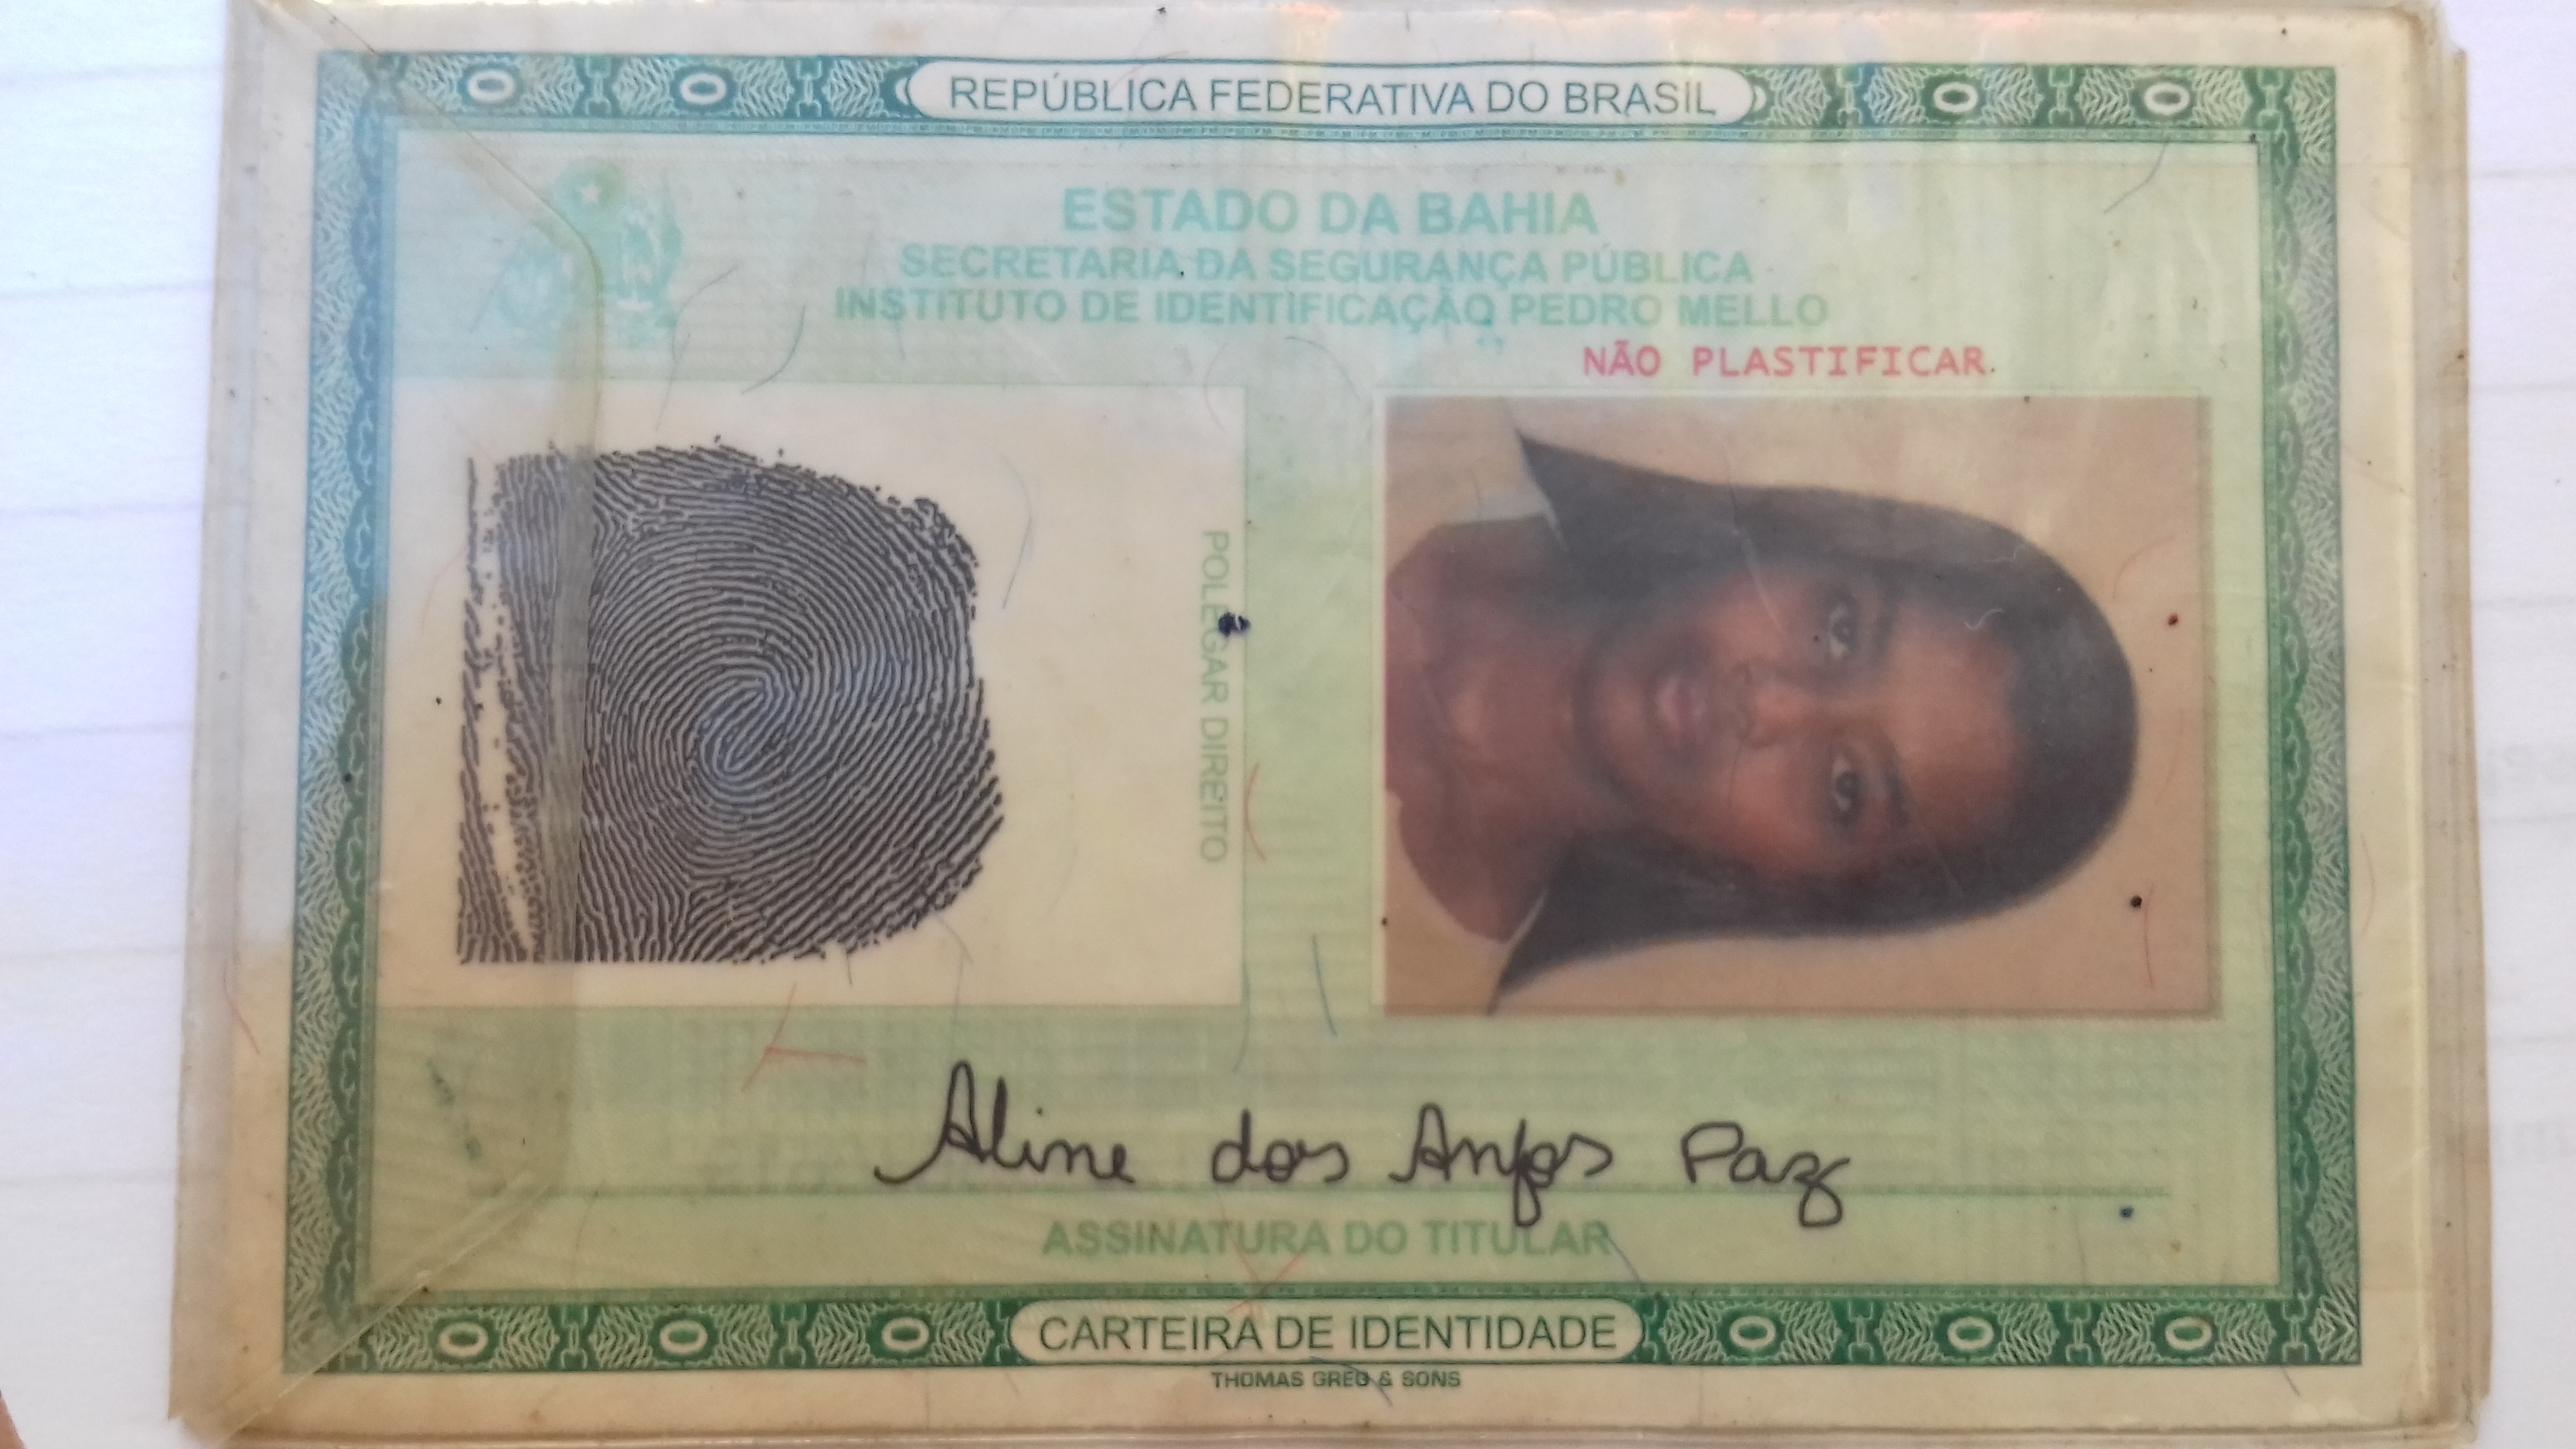 REPÚBLICA FEDERATIVA DO BRASIL
ESTADO DA BAHIA
SECRETARIA DA SEGURANÇA PÚBLICA
INSTITUTO DE IDENTIFICAÇÃO PEDRO MELLO
NÃO PLASTIFICAR
POLEGAR DIREITO
Aline dos Anjos Paz
ASSINATURA DO TITULAR
CARTEIRA DE IDENTIDADE
THOMAS GREG & SONS